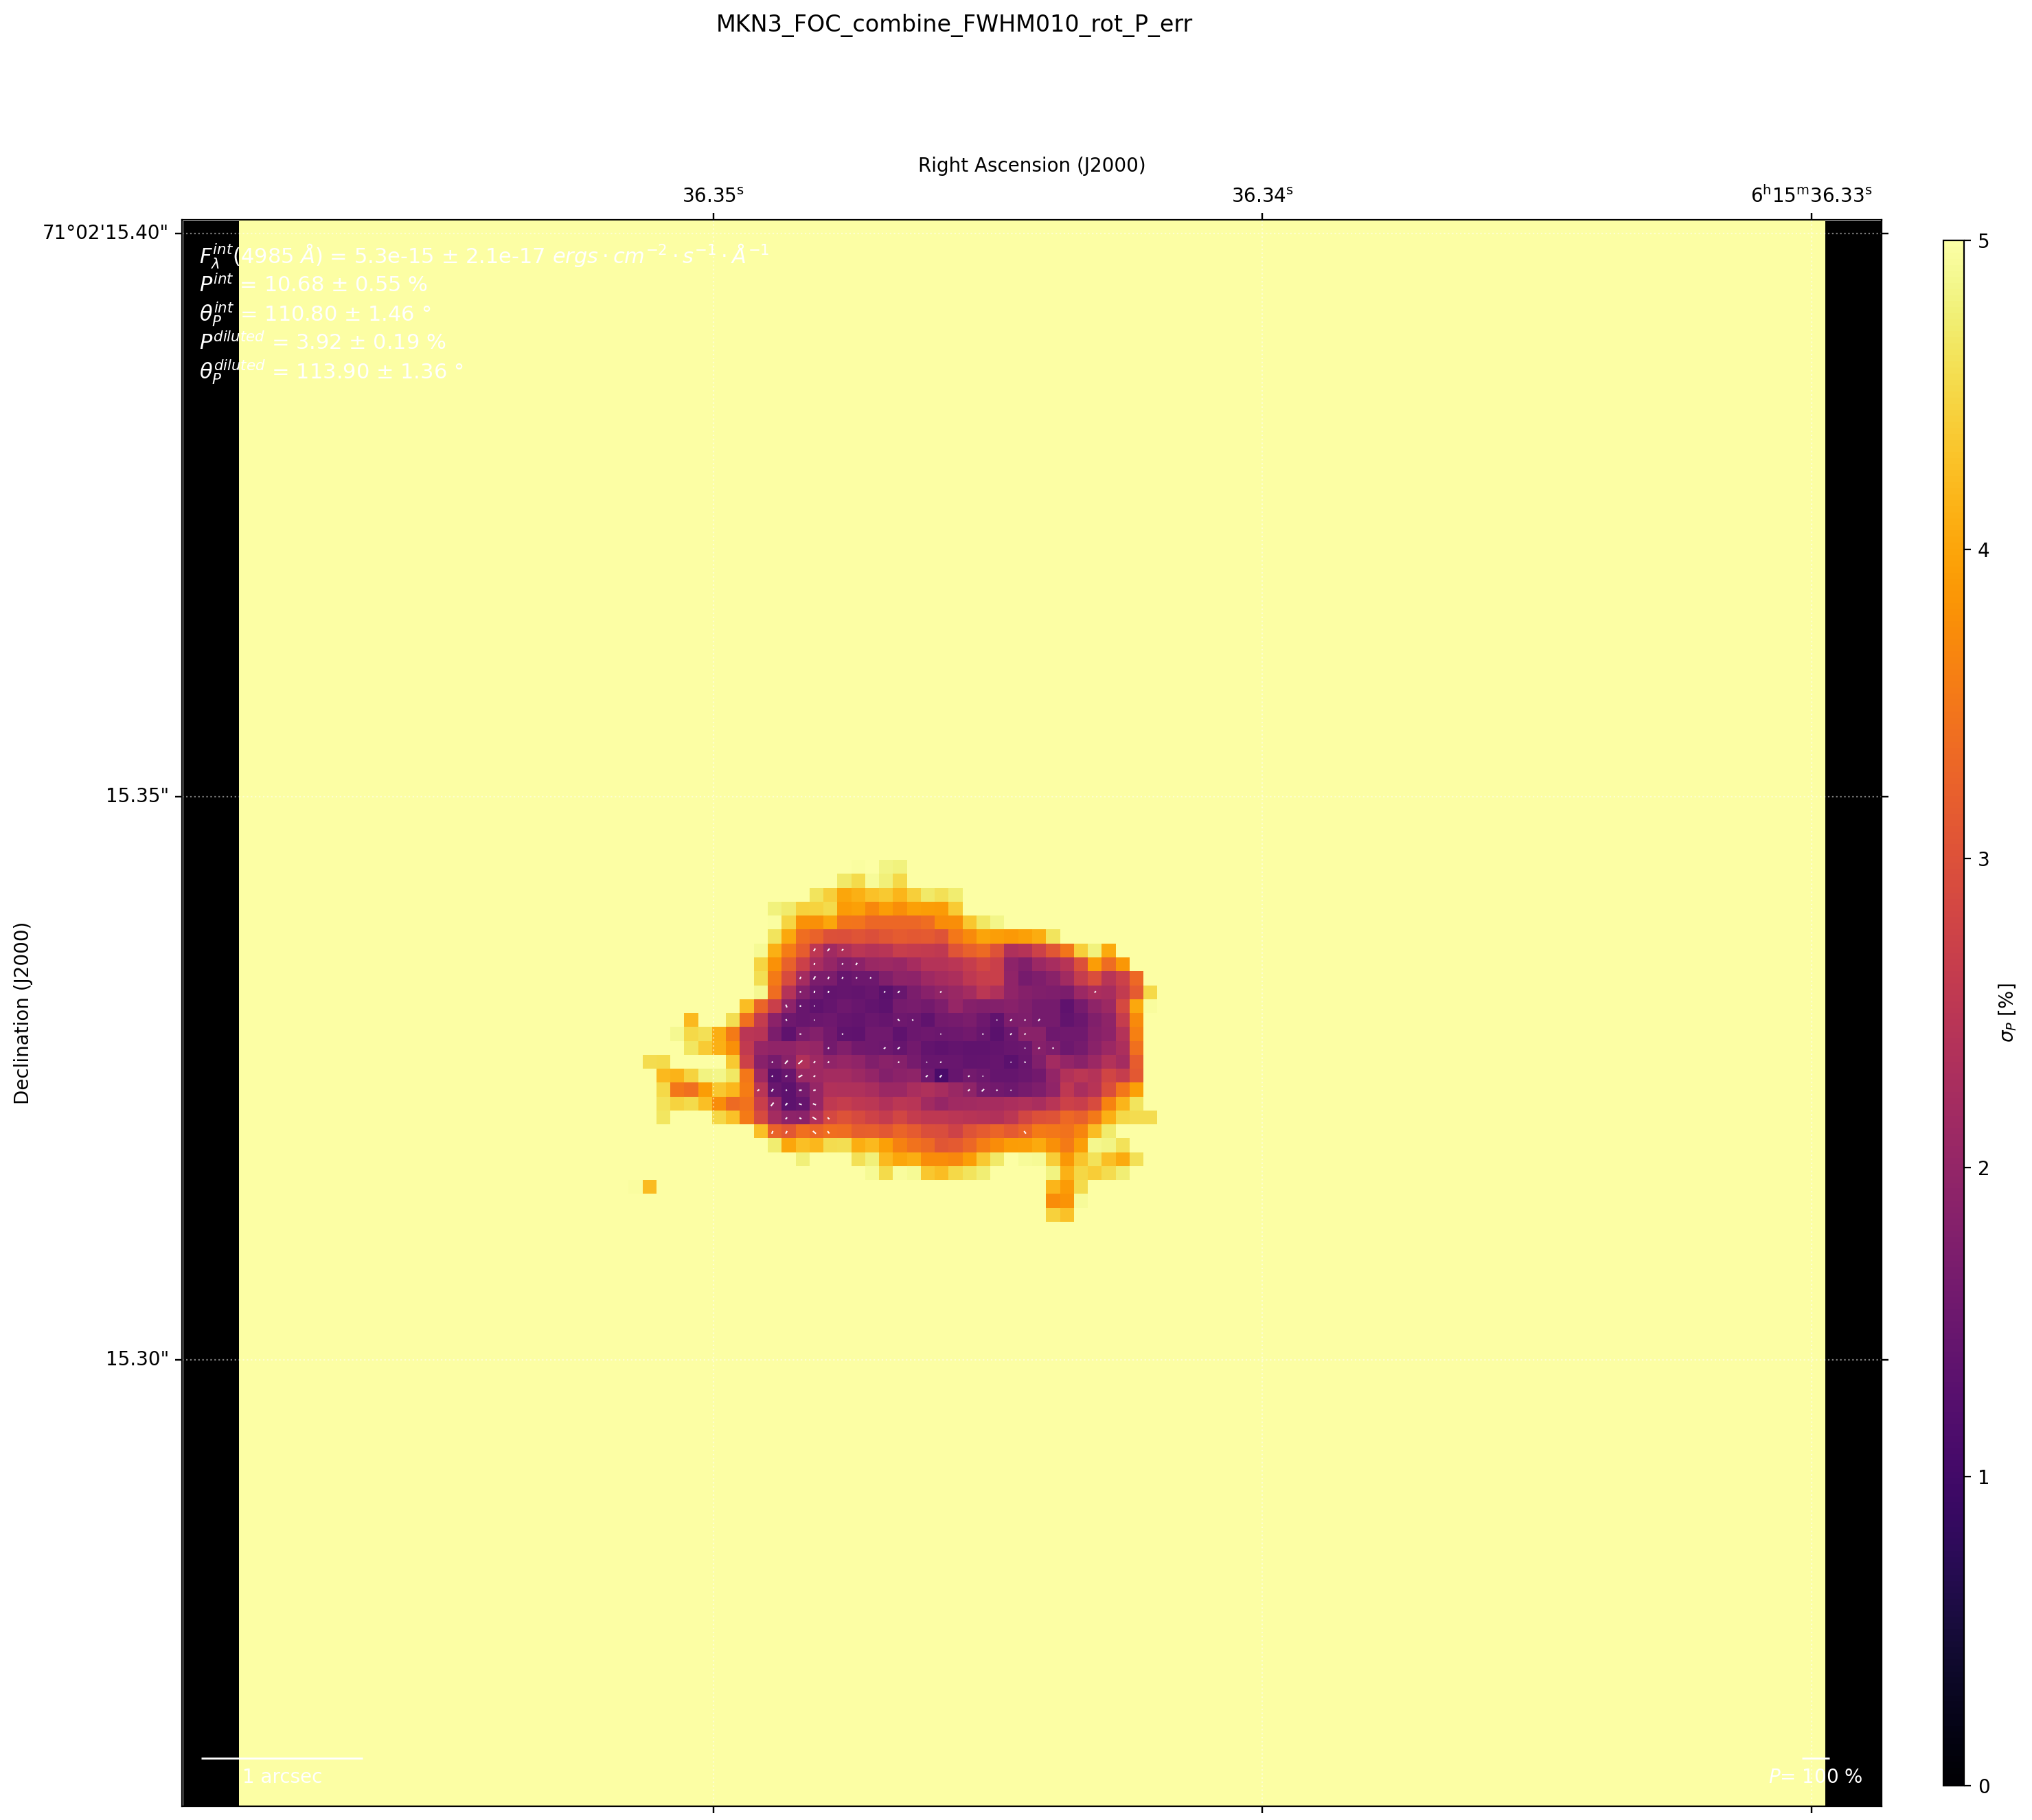 MKN3_FOC_combine_FWHM010_rot_P_err
Right Ascension (J2000)
36.35ˢ 36.34ˢ 6ʰ15ᵐ36.33ˢ
71°02'15.40"
15.35"
15.30"
Declination (J2000)
F_λ^int (4985 Å) = 5.3e-15 ± 2.1e-17 ergs · cm⁻² · s⁻¹ · Å⁻¹
P^int = 10.68 ± 0.55 %
θ_P^int = 110.80 ± 1.46 °
P^diluted = 3.92 ± 0.19 %
θ_P^diluted = 113.90 ± 1.36 °
1 arcsec
P= 100 %
5
4
3
2
1
0
σ_P [%]